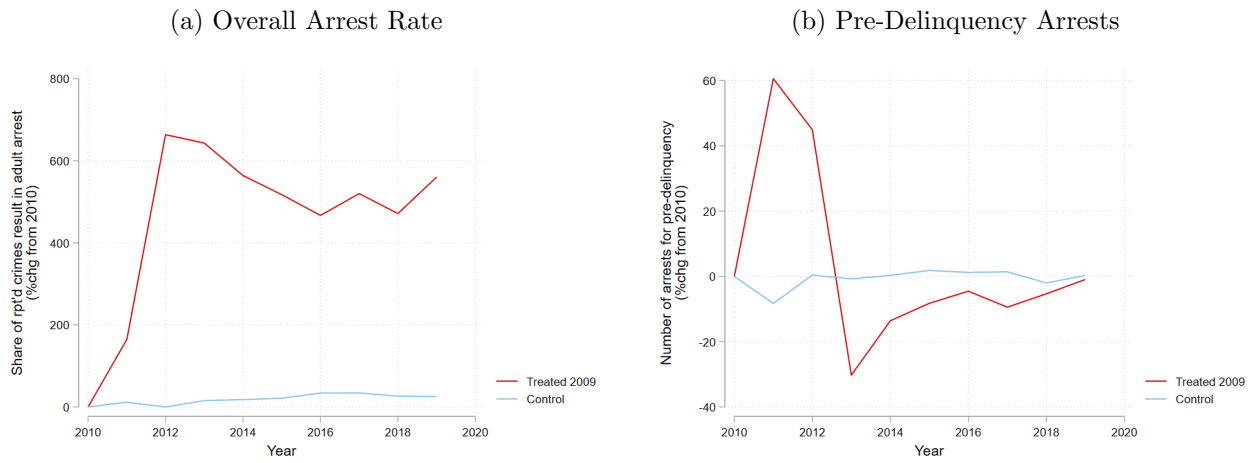 (a) Overall Arrest Rate
Share of rpt'd crimes result in adult arrest
(%chg from 2010)
800
600
400
200
0
2010 2012 2014 2016 2018 2020
Year
Treated 2009
Control
(b) Pre-Delinquency Arrests
Number of arrests for pre-delinquency
(%chg from 2010)
60
40
20
0
-20
-40
2010 2012 2014 2016 2018 2020
Year
Treated 2009
Control